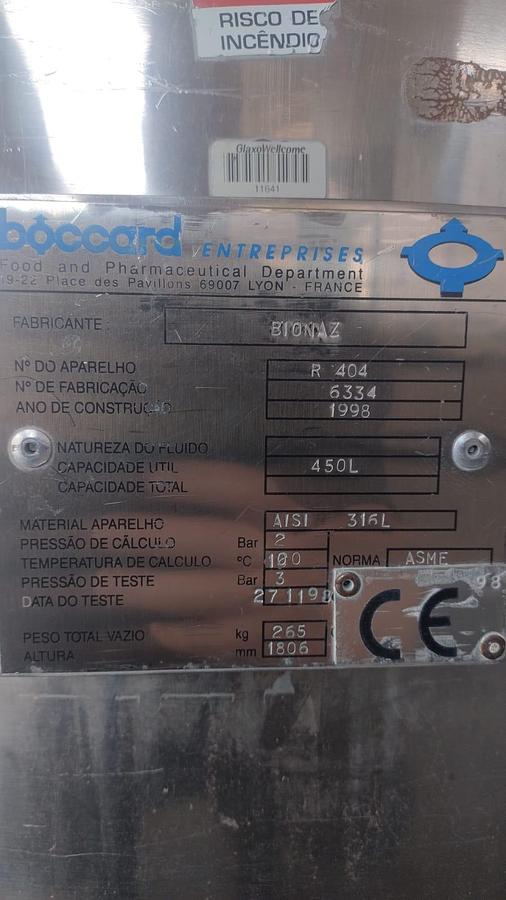 RISCO DE
INCÊNDIO
GlaxoWellcome
11641
boccard ENTREPRISES
Food and Pharmaceutical Department
19-22 Place des Pavillons 69007 LYON - FRANCE
FABRICANTE : BIONAZ
Nº DO APARELHO R 404
Nº DE FABRICAÇÃO 6334
ANO DE CONSTRUÇÃO 1998
NATUREZA DO FLUIDO
CAPACIDADE UTIL 450L
CAPACIDADE TOTAL
MATERIAL APARELHO AISI 316L
PRESSÃO DE CÃLCULO Bar 2
TEMPERATURA DE CALCULO ºC 100 NORMA ASME
PRESSÃO DE TESTE Bar 3
DATA DO TESTE 271198
98
CE
PESO TOTAL VAZIO kg 265
ALTURA mm 1806